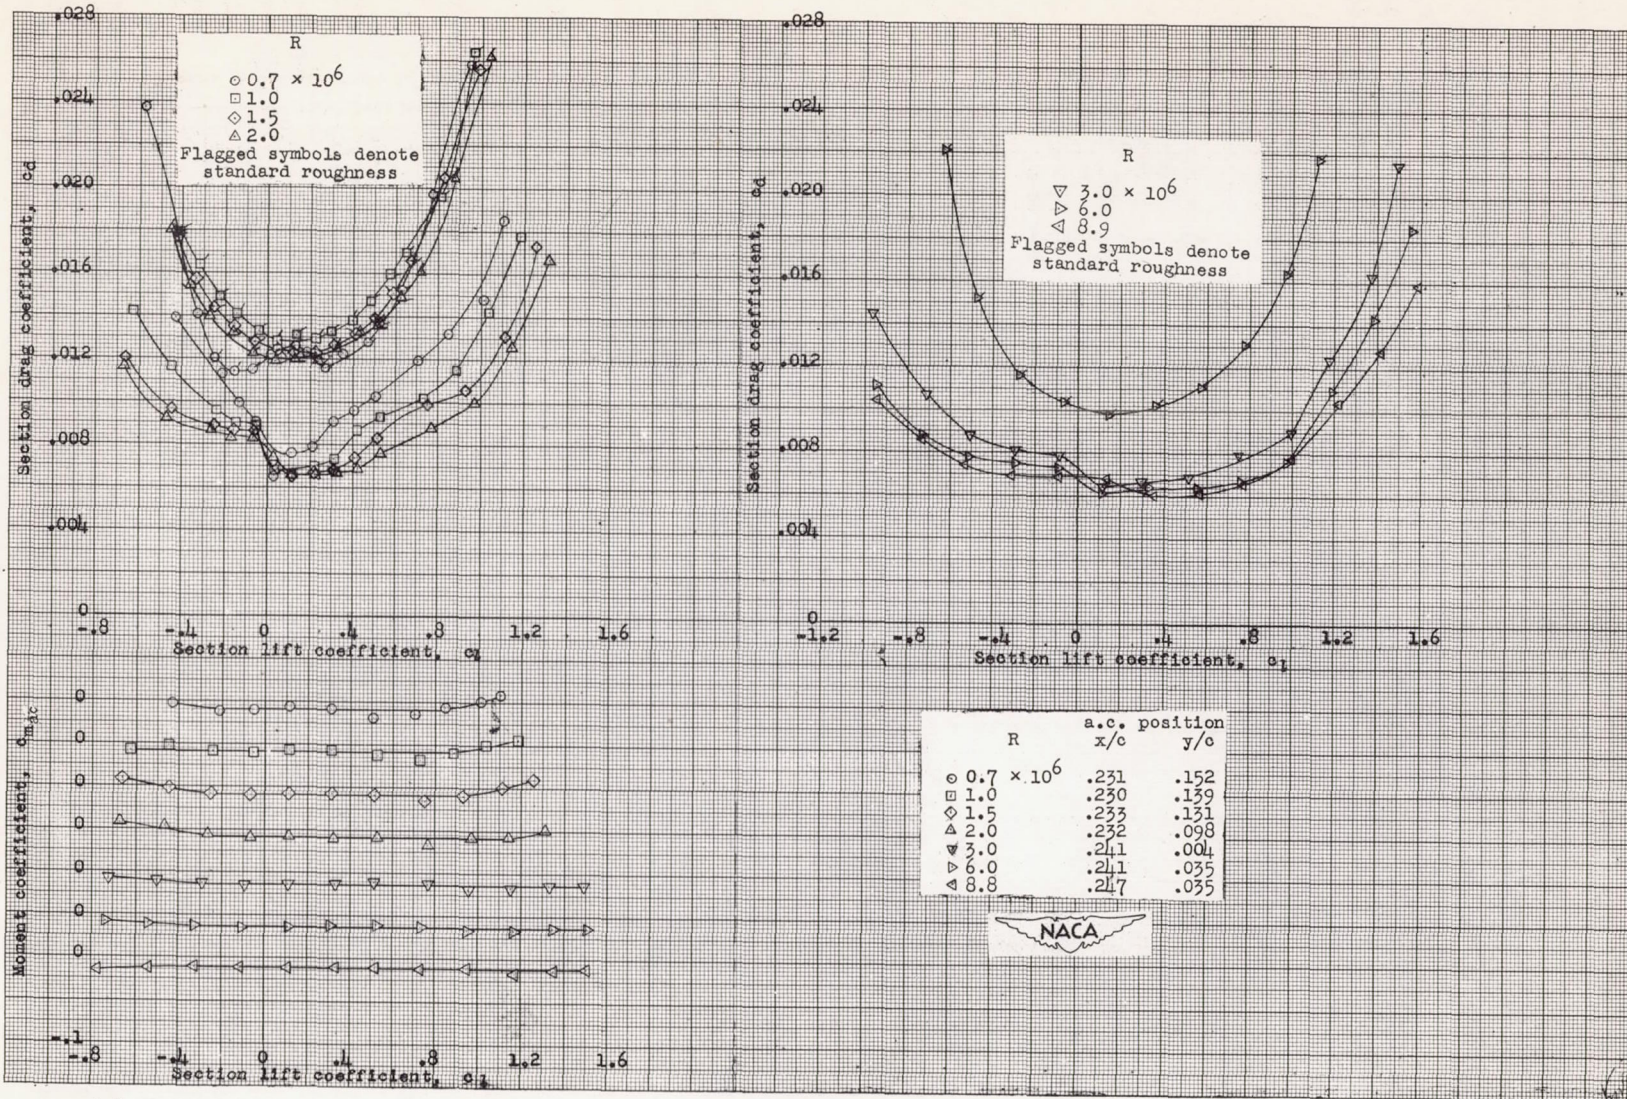 .028
.024
.020
.016
.012
.008
.004
0
Section drag coefficient, cd
R
0.7 × 10⁶
1.0
1.5
2.0
Flagged symbols denote
standard roughness
-.8 -.4 0 .4 .8 1.2 1.6
Section lift coefficient, cl
.028
.024
.020
.016
.012
.008
.004
0
Section drag coefficient, cd
R
3.0 × 10⁶
6.0
8.9
Flagged symbols denote
standard roughness
-1.2 -.8 -.4 0 .4 .8 1.2 1.6
Section lift coefficient, cl
0
0
0
0
0
0
0
-.1
Moment coefficient, cmac
-.8 -.4 0 .4 .8 1.2 1.6
Section lift coefficient, cl
a.c. position
R x/c y/c
0.7 × 10⁶ .231 .152
1.0 .230 .139
1.5 .233 .131
2.0 .232 .098
3.0 .241 .004
6.0 .241 .035
8.8 .247 .035
NACA